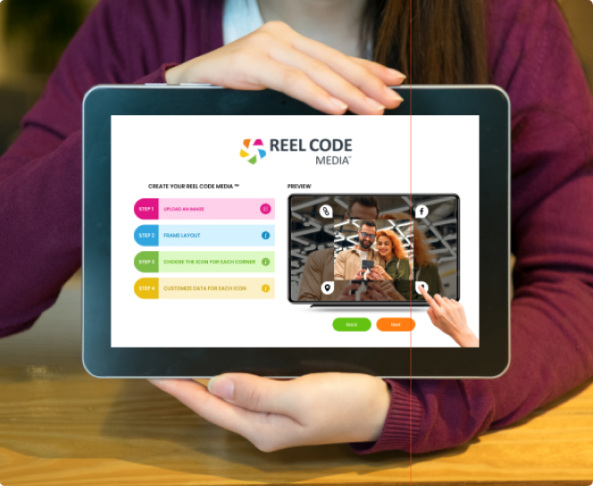 REEL CODE
MEDIA™
CREATE YOUR REEL CODE MEDIA ™
PREVIEW
STEP 1
UPLOAD AN IMAGE
STEP 2
FRAME LAYOUT
STEP 3
CHOOSE THE ICON FOR EACH CORNER
STEP 4
CUSTOMIZE DATA FOR EACH ICON
Back
Next